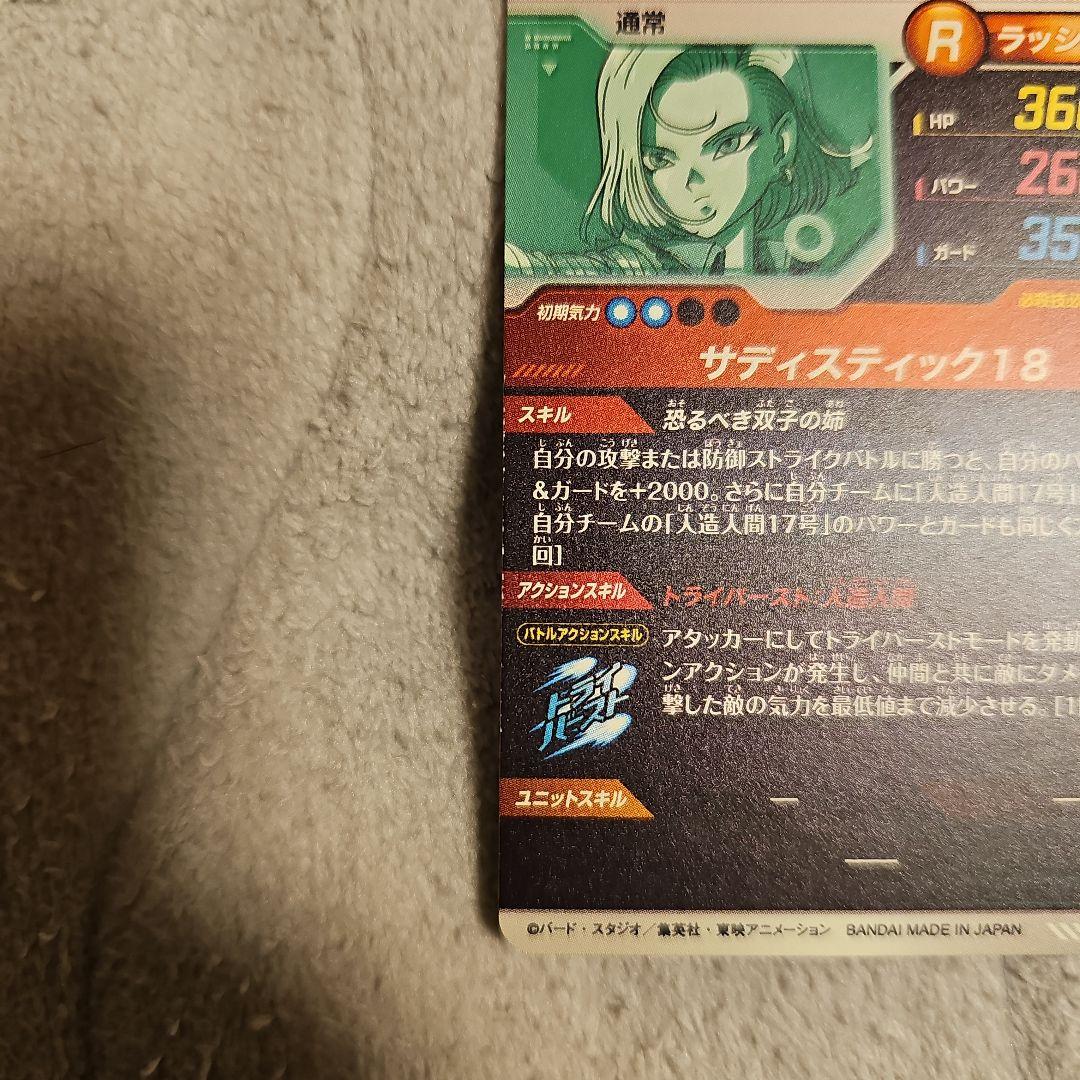 通常
R ラッシ
HP 36
パワー 26
ガード 35
必殺技必
初期気力
サディスティック18
スキル 恐るべき双子の姉
自分の攻撃または防御ストライクバトルに勝つと、自分のパ
&ガードを+2000。さらに自分チームに「人造人間17号」
自分チームの「人造人間17号」のパワーとガードも同しく
回]
アクションスキル トライバースト:人造人間
バトルアクションスキル アタッカーにしてトライバーストモードを発動
ンアクションが発生し、仲間と共に敵にダメ
撃した敵の気力を最低値まで減少させる。[1
トライバースト
ユニットスキル
©バード・スタジオ/集英社・東映アニメーション BANDAI MADE IN JAPAN